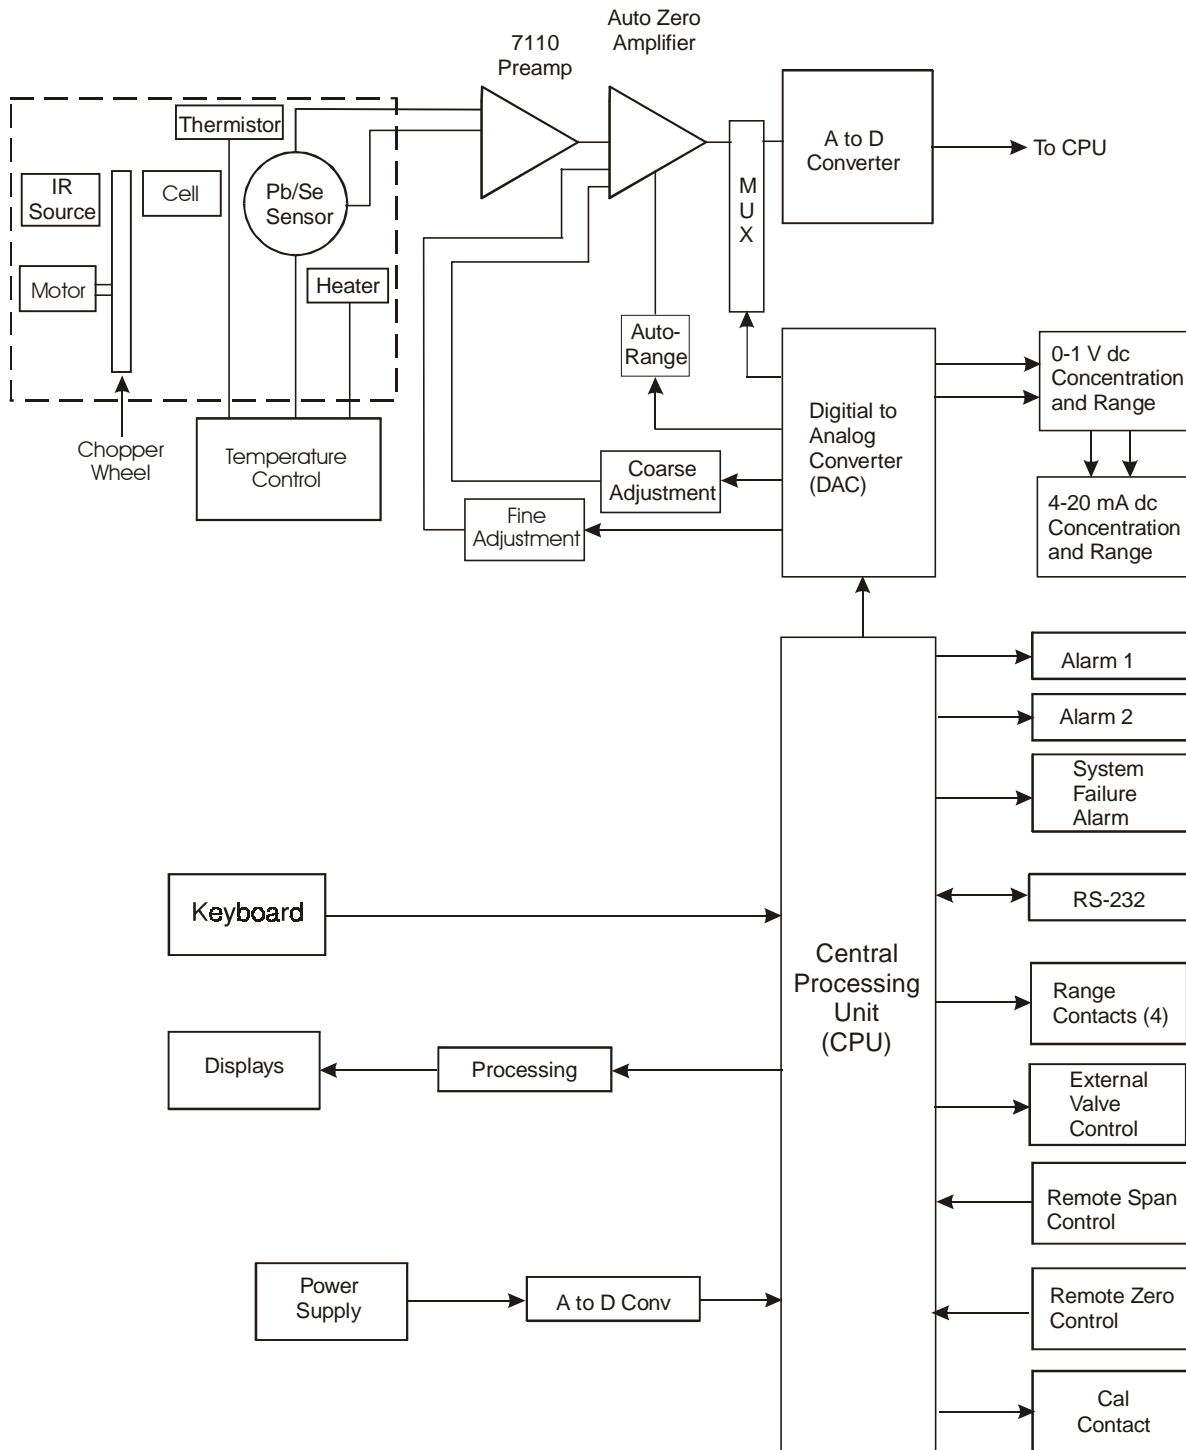 Auto Zero
Amplifier
7110
Preamp
Thermistor
A to D
Converter
To CPU
IR
Source
Cell
Pb/Se
Sensor
M
U
X
Motor
Heater
Auto-
Range
0-1 V dc
Concentration
and Range
Digitial to
Analog
Converter
(DAC)
Chopper
Wheel
Temperature
Control
Coarse
Adjustment
Fine
Adjustment
4-20 mA dc
Concentration
and Range
Alarm 1
Alarm 2
System
Failure
Alarm
Keyboard
RS-232
Central
Processing
Unit
(CPU)
Range
Contacts (4)
Displays
Processing
External
Valve
Control
Remote Span
Control
Power
Supply
A to D Conv
Remote Zero
Control
Cal
Contact